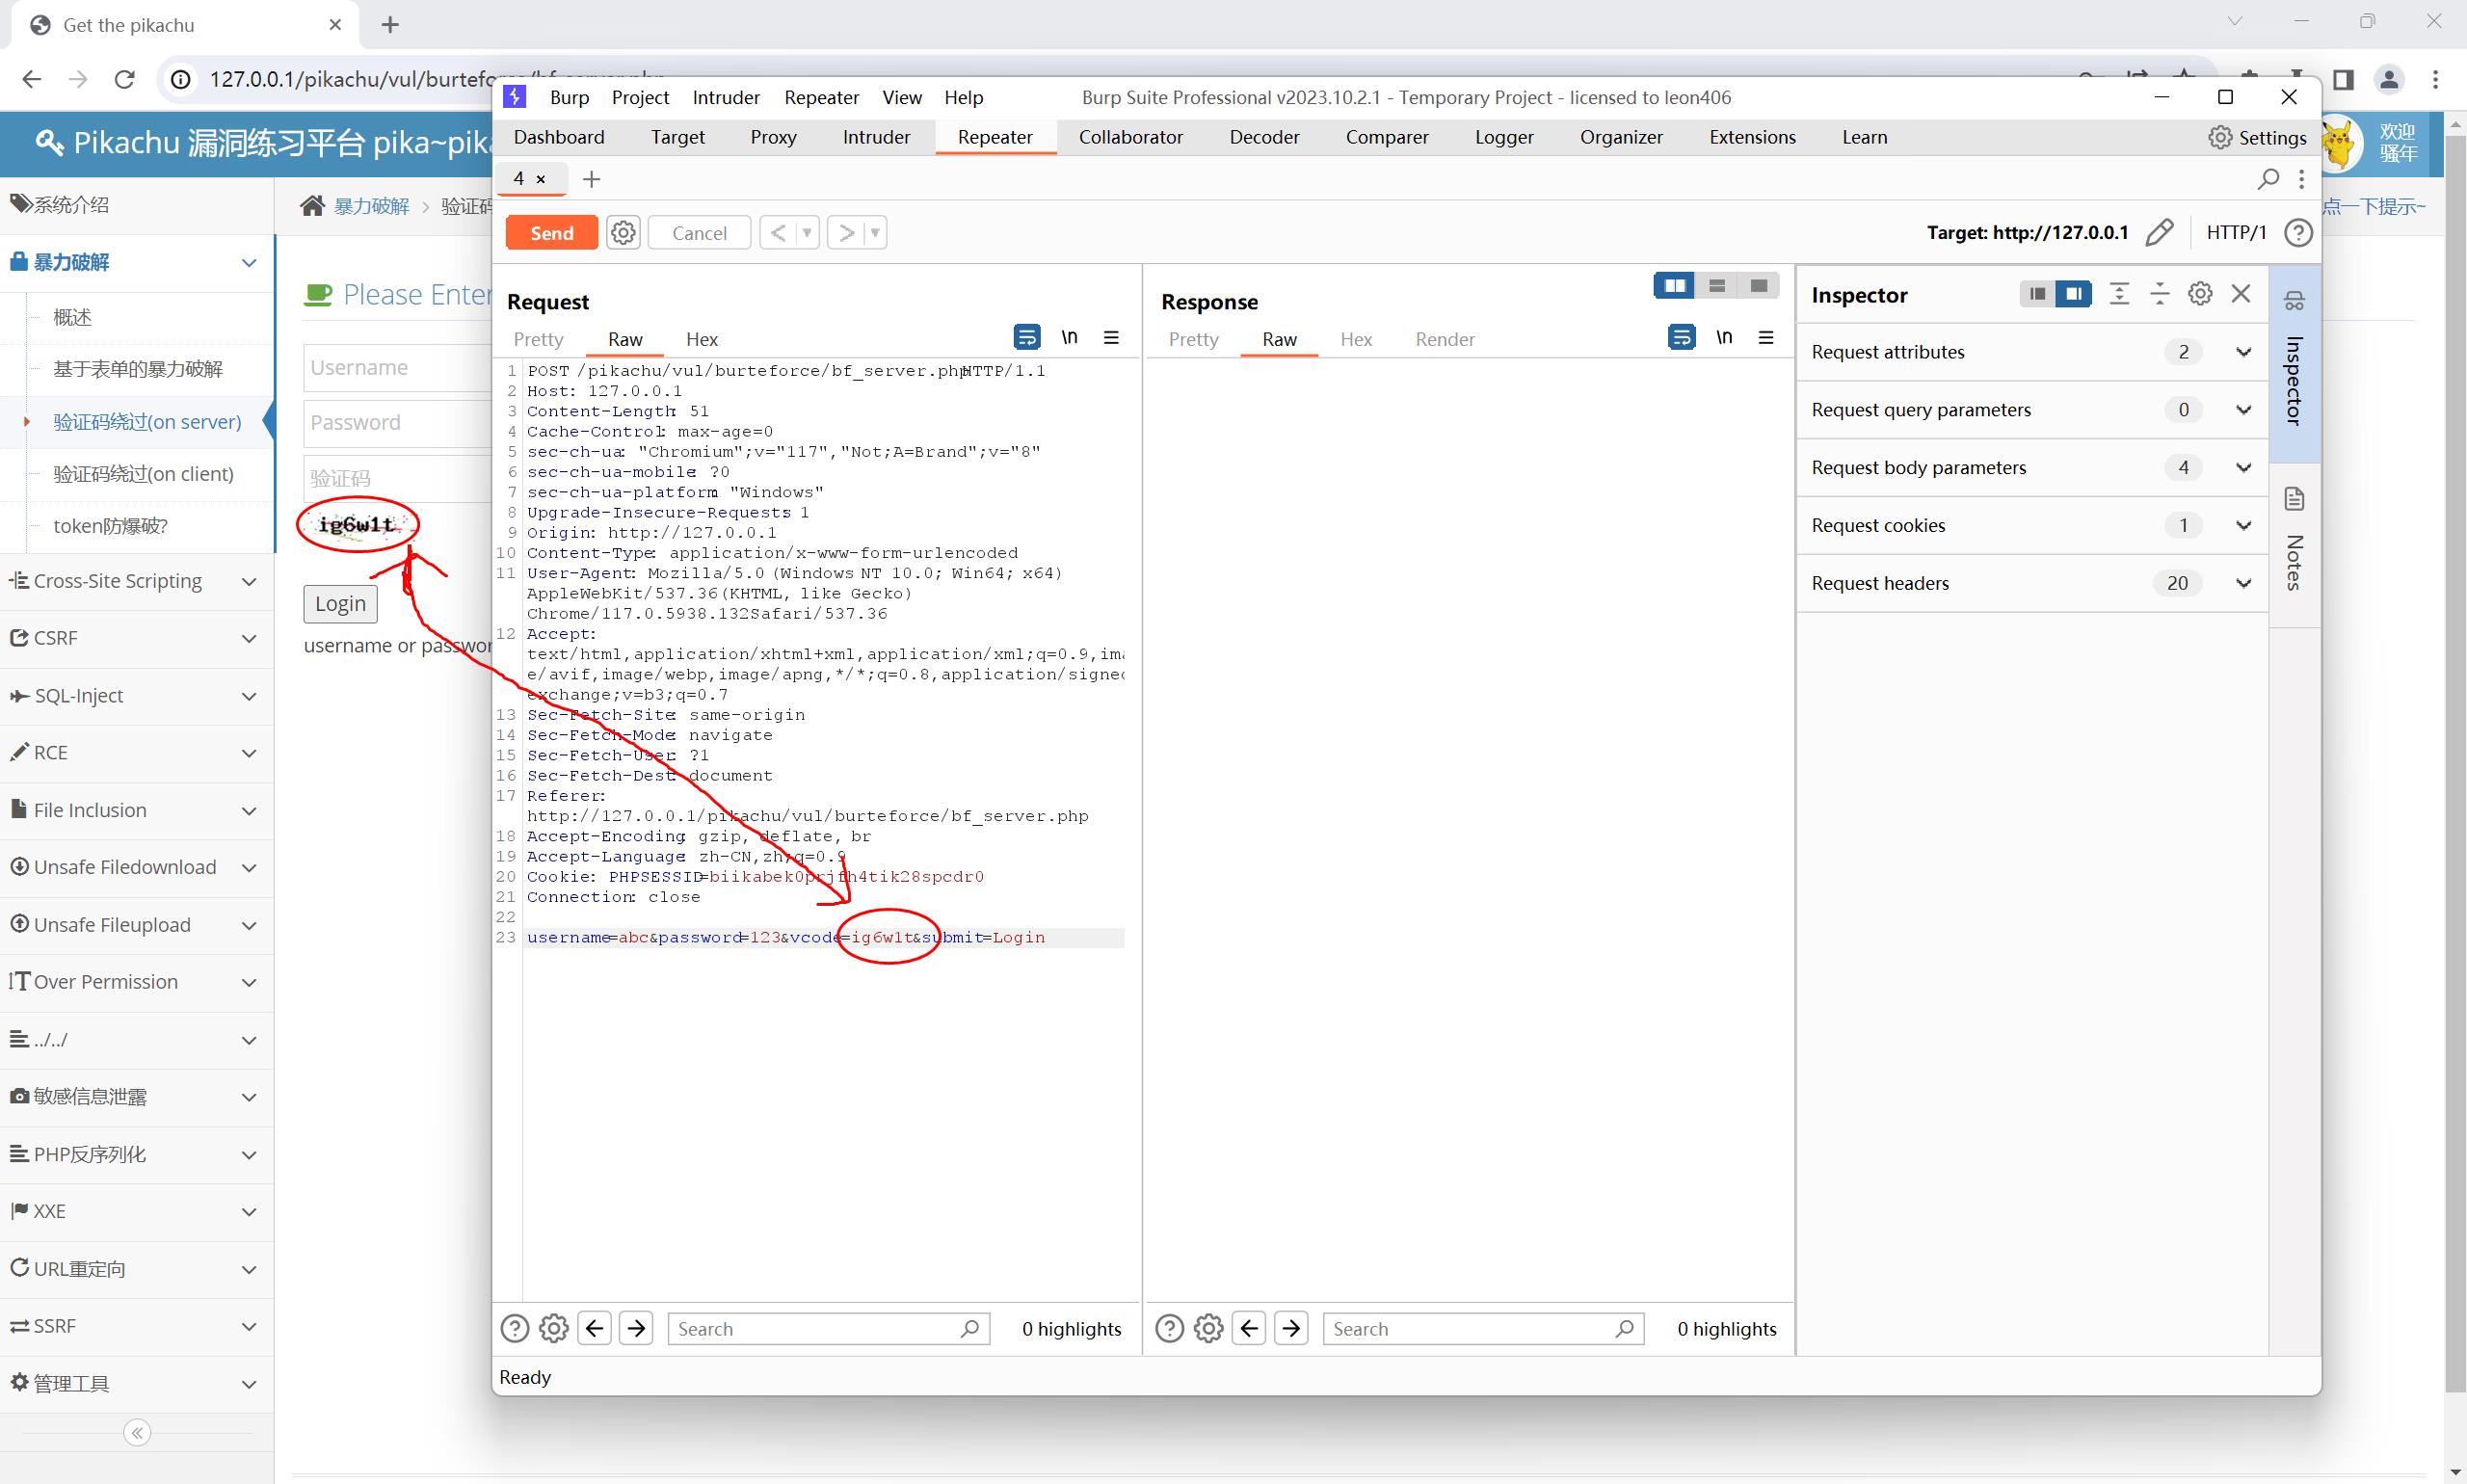 Get the pikachu
127.0.0.1/pikachu/vul/burteforce/bf_server.php
Pikachu 漏洞练习平台 pika~pika
欢迎
骚年
系统介绍
暴力破解
概述
基于表单的暴力破解
验证码绕过(on server)
验证码绕过(on client)
token防爆破?
Cross-Site Scripting
CSRF
SQL-Inject
RCE
File Inclusion
Unsafe Filedownload
Unsafe Fileupload
Over Permission
../../
敏感信息泄露
PHP反序列化
XXE
URL重定向
SSRF
管理工具
暴力破解 > 验证码
点一下提示~
Please Enter
Username
Password
验证码
ig6w1t
Login
username or passwor
Burp Project Intruder Repeater View Help
Burp Suite Professional v2023.10.2.1 - Temporary Project - licensed to leon406
Dashboard Target Proxy Intruder Repeater Collaborator Decoder Comparer Logger Organizer Extensions Learn
Settings
4 × +
Send Cancel < >
Target: http://127.0.0.1
HTTP/1
Request
Pretty Raw Hex \n
1 POST /pikachu/vul/burteforce/bf_server.php HTTP/1.1
2 Host: 127.0.0.1
3 Content-Length: 51
4 Cache-Control: max-age=0
5 sec-ch-ua: "Chromium";v="117","Not;A=Brand";v="8"
6 sec-ch-ua-mobile: ?0
7 sec-ch-ua-platform: "Windows"
8 Upgrade-Insecure-Requests: 1
9 Origin: http://127.0.0.1
10 Content-Type: application/x-www-form-urlencoded
11 User-Agent: Mozilla/5.0 (Windows NT 10.0; Win64; x64)
AppleWebKit/537.36(KHTML, like Gecko)
Chrome/117.0.5938.132Safari/537.36
12 Accept:
text/html,application/xhtml+xml,application/xml;q=0.9,ima
e/avif,image/webp,image/apng,*/*;q=0.8,application/signed
exchange;v=b3;q=0.7
13 Sec-Fetch-Site: same-origin
14 Sec-Fetch-Mode: navigate
15 Sec-Fetch-User: ?1
16 Sec-Fetch-Dest: document
17 Referer:
http://127.0.0.1/pikachu/vul/burteforce/bf_server.php
18 Accept-Encoding: gzip, deflate, br
19 Accept-Language: zh-CN,zh;q=0.9
20 Cookie: PHPSESSID=biikabek0prjfh4tik28spcdr0
21 Connection: close
22
23 username=abc&password=123&vcode=ig6w1t&submit=Login
Search
0 highlights
Response
Pretty Raw Hex Render \n
Search
0 highlights
Inspector
Request attributes 2
Request query parameters 0
Request body parameters 4
Request cookies 1
Request headers 20
Inspector
Notes
Ready